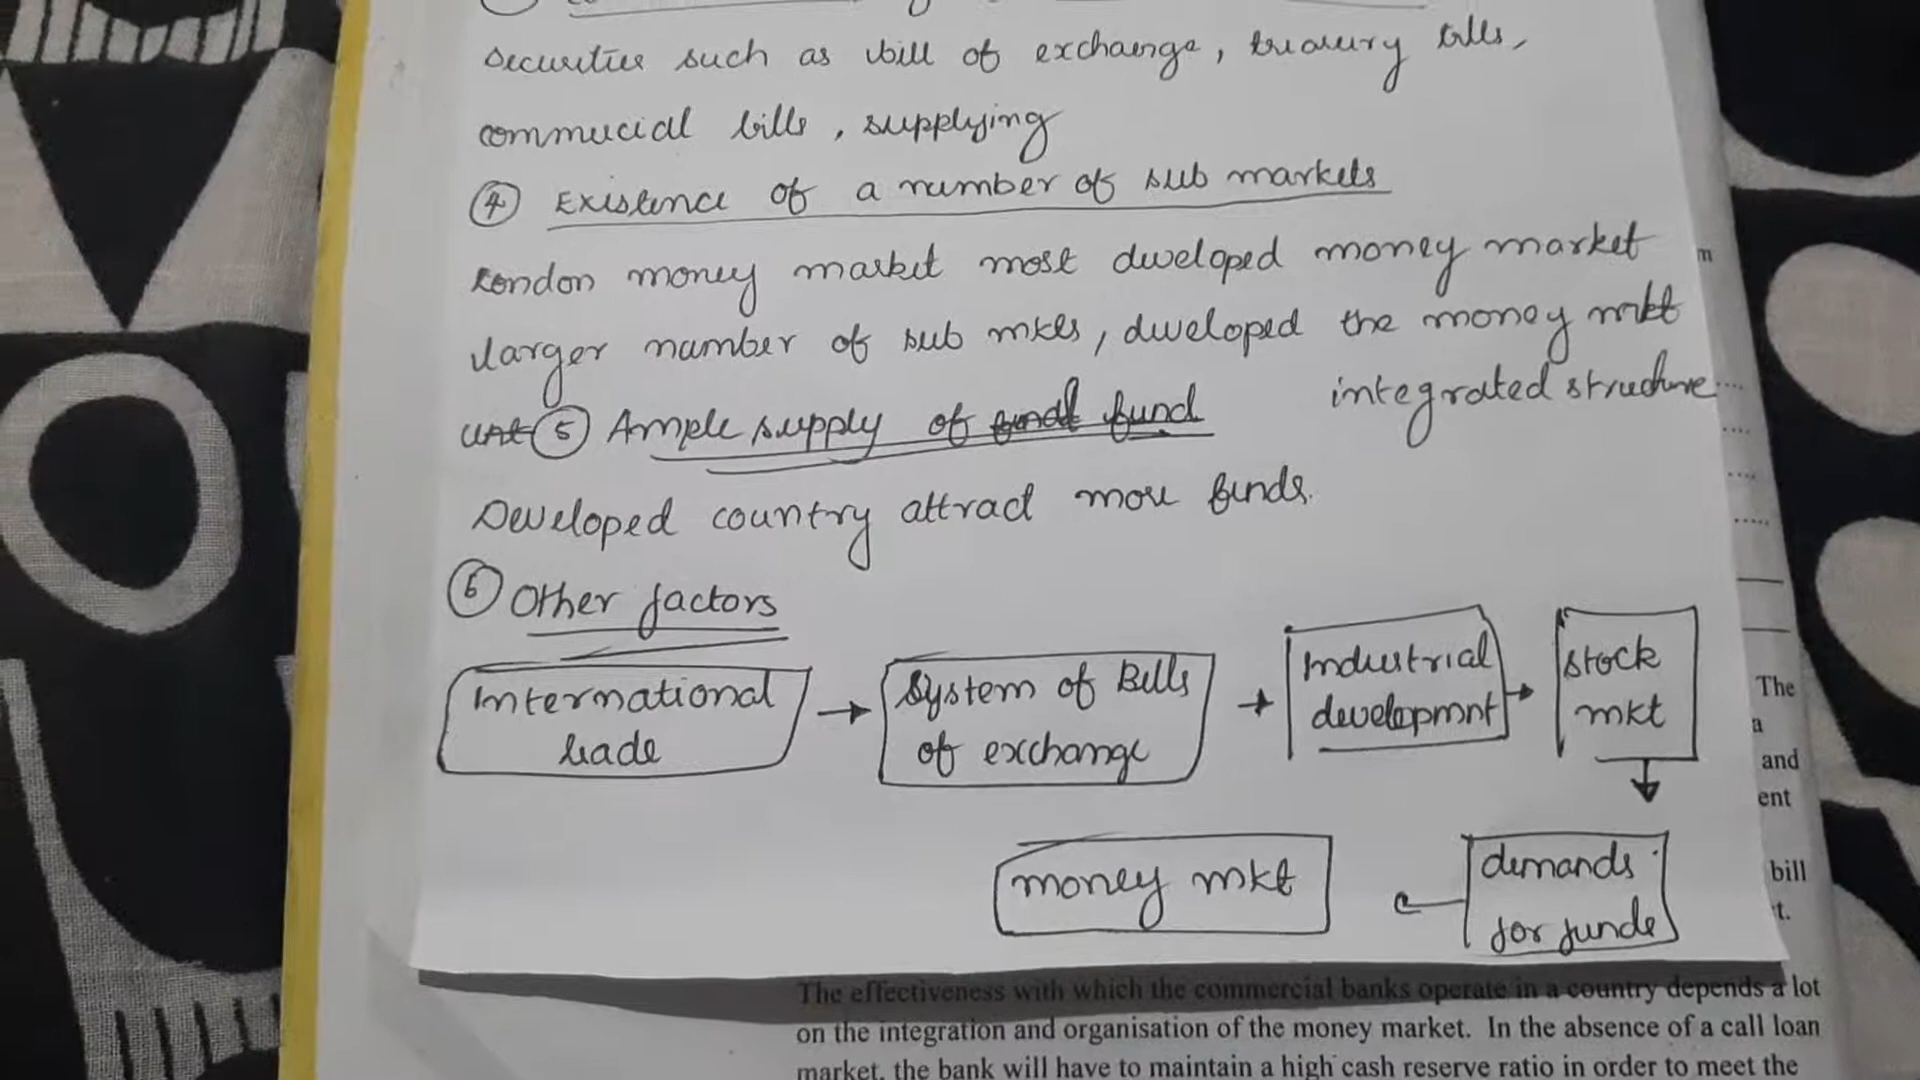 securities such as bill of exchange, treasury bills,
commercial bills, supplying
④ Existence of a number of sub markets
London money market most developed money market
larger number of sub mkts, developed the money mkt
integrated structure
⑤ Ample supply of fund
Developed country attract more funds.
⑥ Other factors
International trade → System of Bills of exchange → Industrial developmnt → stock mkt
money mkt
demands for funds
m
The
a
and
ent
bill
t.
The effectiveness with which the commercial banks operate in a country depends a lot
on the integration and organisation of the money market. In the absence of a call loan
market, the bank will have to maintain a high cash reserve ratio in order to meet the